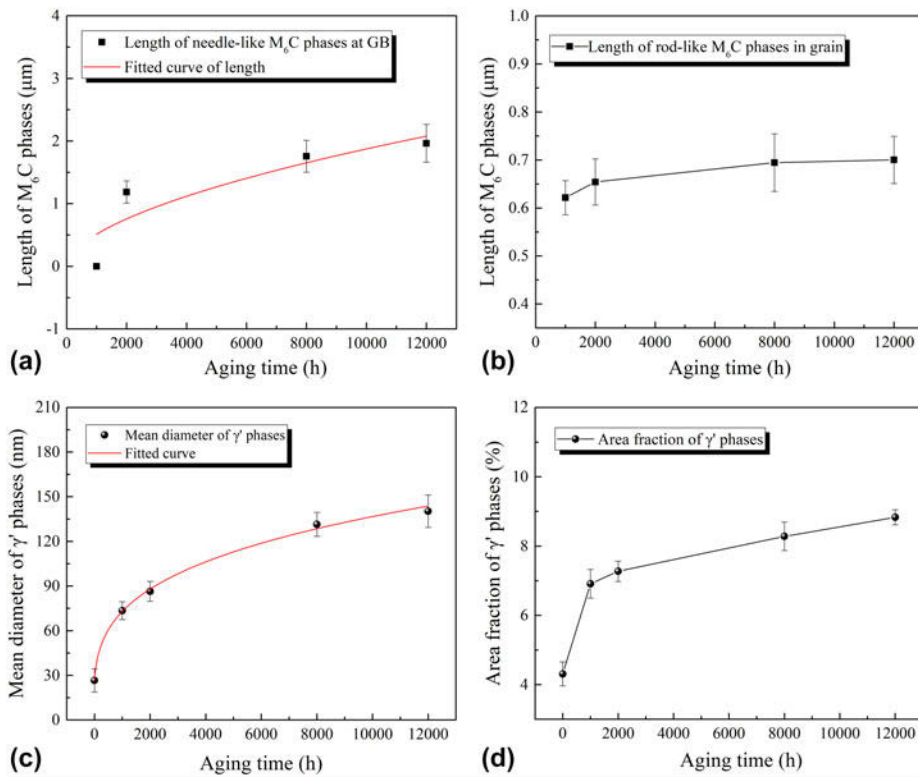 4
3
2
1
0
-1
Length of M₆C phases (μm)
Length of needle-like M₆C phases at GB
Fitted curve of length
0 2000 4000 6000 8000 10000 12000
Aging time (h)
(a)
1.0
0.9
0.8
0.7
0.6
0.5
0.4
Length of M₆C phases (μm)
Length of rod-like M₆C phases in grain
0 2000 4000 6000 8000 10000 12000
Aging time (h)
(b)
210
180
150
120
90
60
30
0
Mean diameter of γ' phases (nm)
Mean diameter of γ' phases
Fitted curve
0 2000 4000 6000 8000 10000 12000
Aging time (h)
(c)
12
10
8
6
4
Area fraction of γ' phases (%)
Area fraction of γ' phases
0 2000 4000 6000 8000 10000 12000
Aging time (h)
(d)